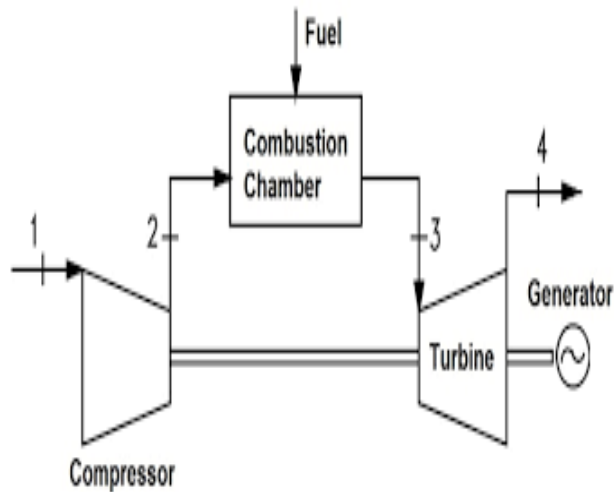 Fuel
Combustion
Chamber
4
1
2
3
Generator
Turbine
Compressor